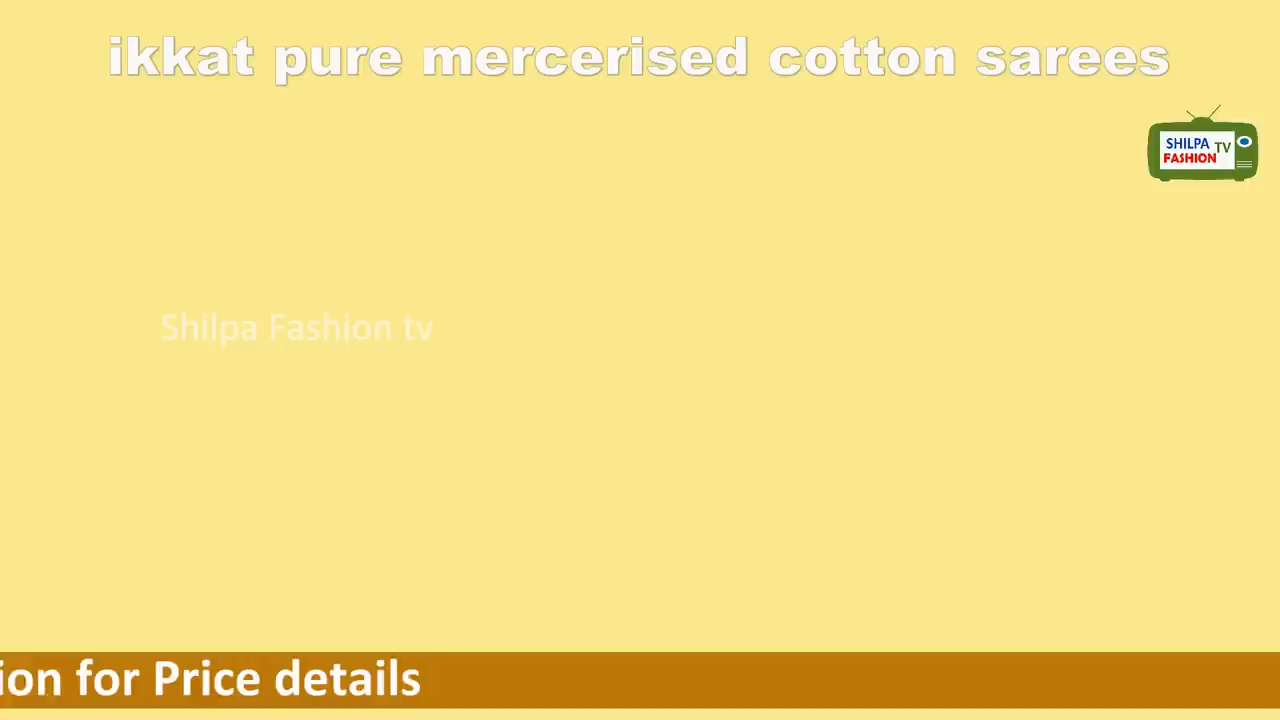 ikkat pure mercerised cotton sarees
SHILPA TV
FASHION
Shilpa Fashion tv
ion for Price details